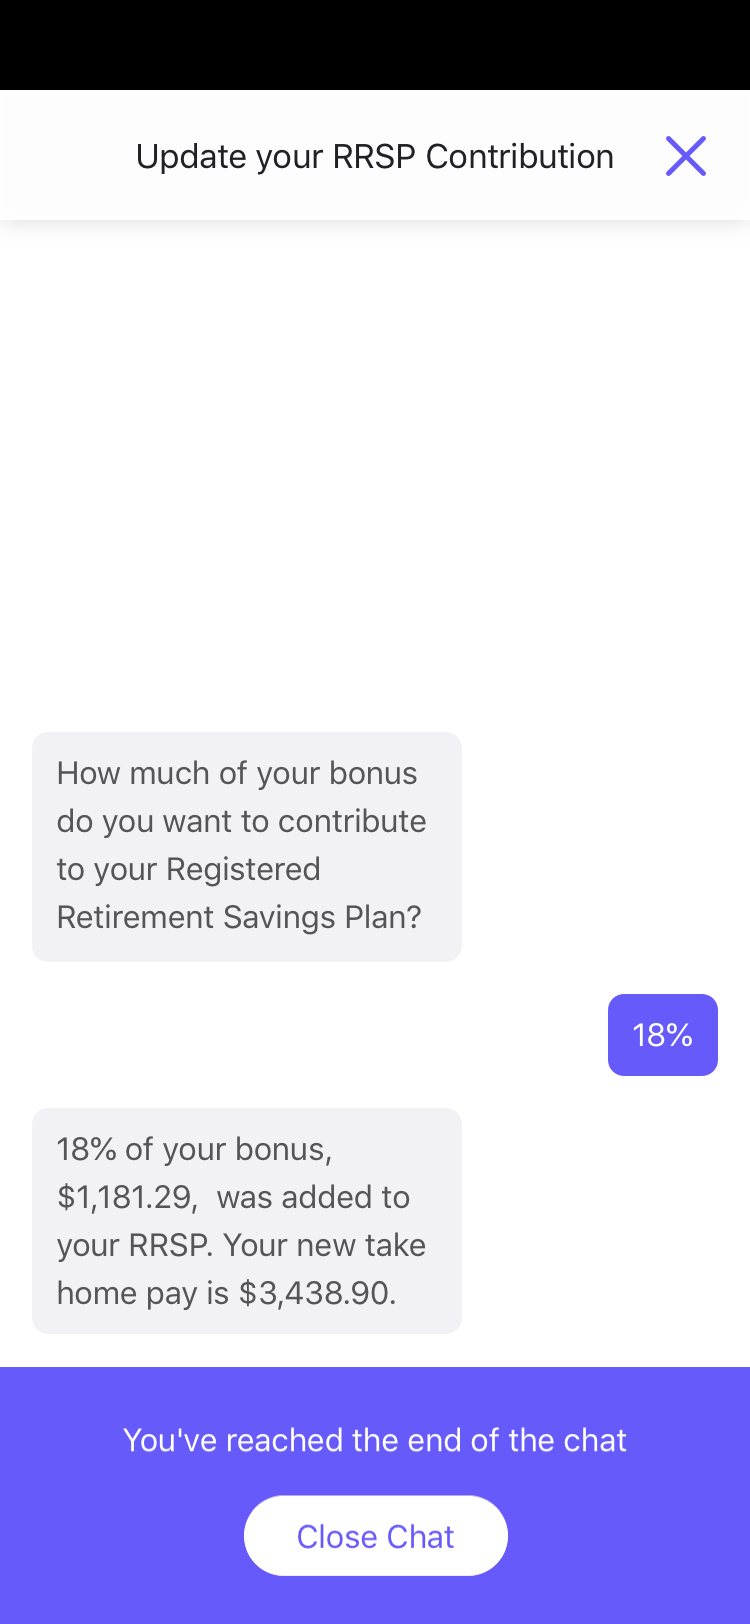 Update your RRSP Contribution
How much of your bonus
do you want to contribute
to your Registered
Retirement Savings Plan?
18%
18% of your bonus,
$1,181.29,  was added to
your RRSP. Your new take
home pay is $3,438.90.
You've reached the end of the chat
Close Chat